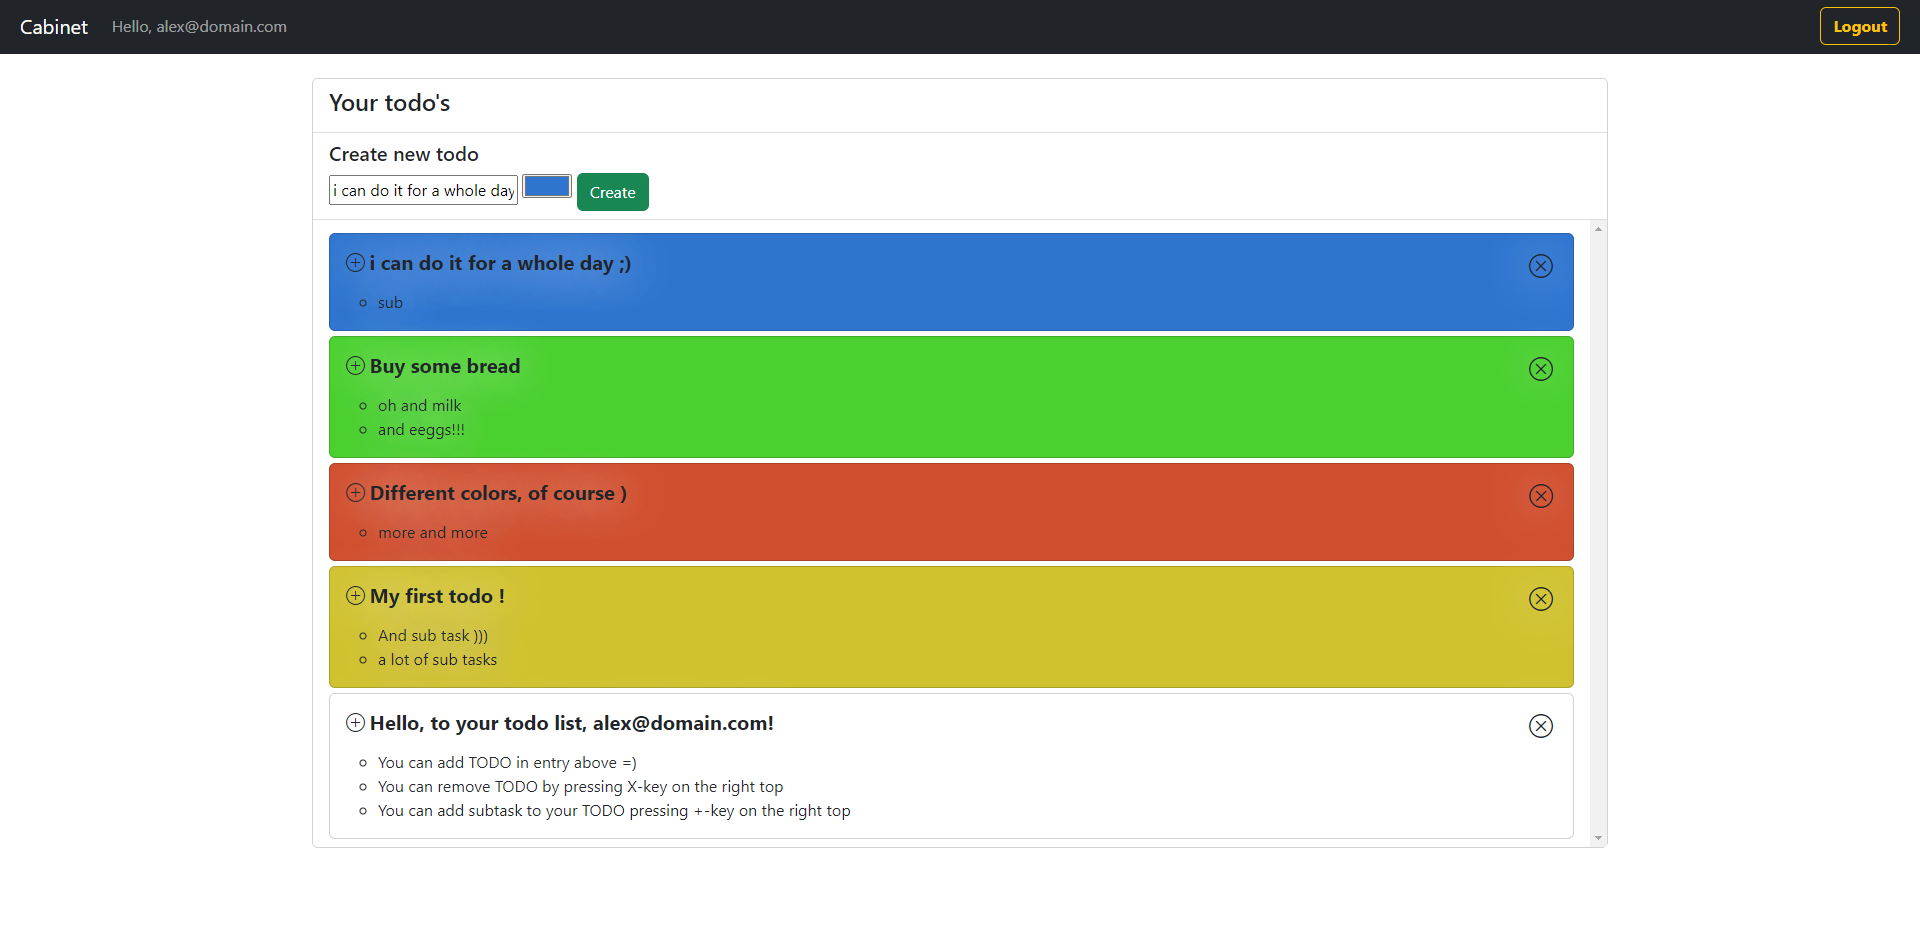 Cabinet Hello, alex@domain.com Logout
Your todo's
Create new todo
i can do it for a whole day Create
i can do it for a whole day ;)
sub
Buy some bread
oh and milk
and eeggs!!!
Different colors, of course )
more and more
My first todo !
And sub task )))
a lot of sub tasks
Hello, to your todo list, alex@domain.com!
You can add TODO in entry above =)
You can remove TODO by pressing X-key on the right top
You can add subtask to your TODO pressing +-key on the right top